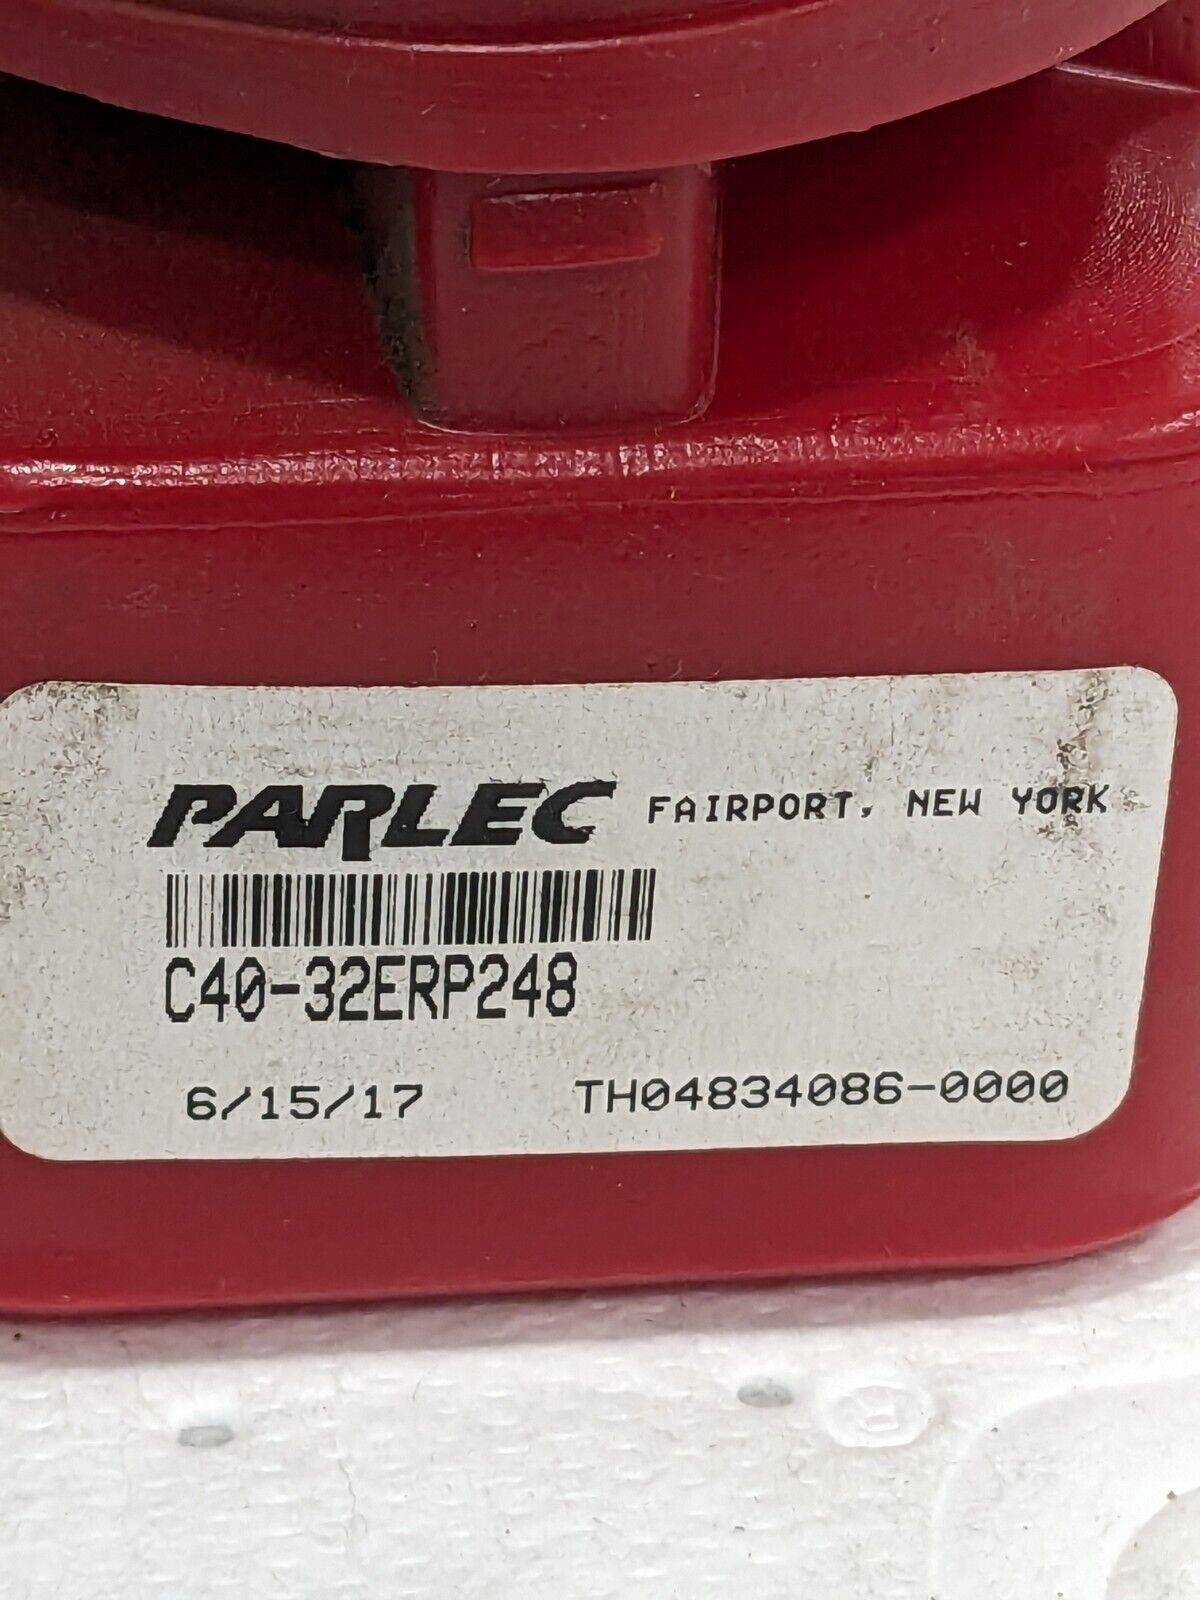 PARLEC FAIRPORT, NEW YORK
C40-32ERP248
6/15/17 TH04834086-0000